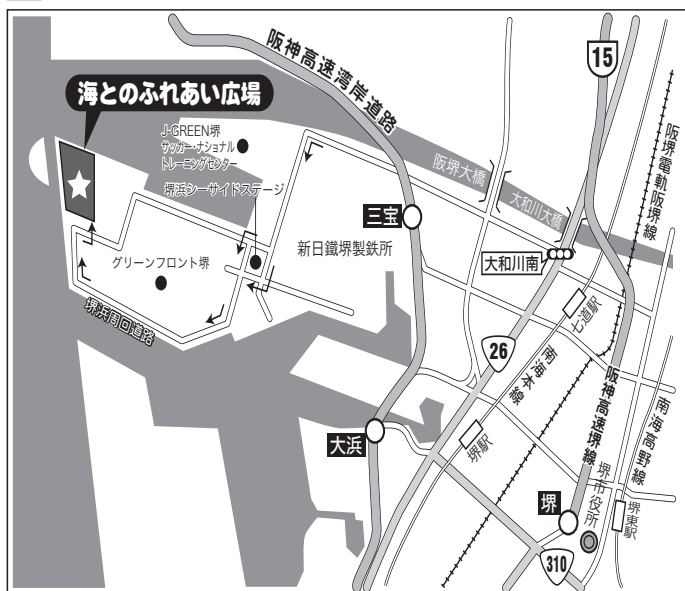 海とのふれあい広場
阪神高速湾岸道路
15
J-GREEN堺
サッカー・ナショナル
トレーニングセンター
堺浜シーサイドステージ
阪堺大橋
大和川大橋
阪堺電軌阪堺線
三宝
新日鐵堺製鉄所
大和川南
グリーンフロント堺
七道駅
堺浜周回道路
26
南海本線
阪神高速堺線
南海高野線
大浜
堺駅
堺
堺市役所
堺東駅
310